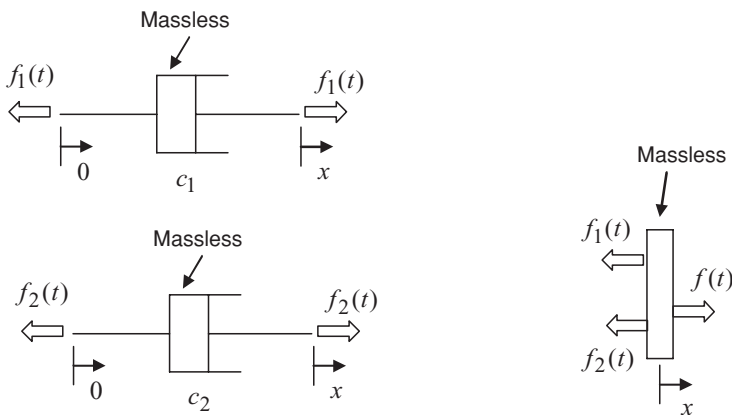 Massless
f₁(t) f₁(t)
0 c₁ x
Massless
f₂(t) f₂(t)
0 c₂ x
Massless
f₁(t)
f(t)
f₂(t)
x